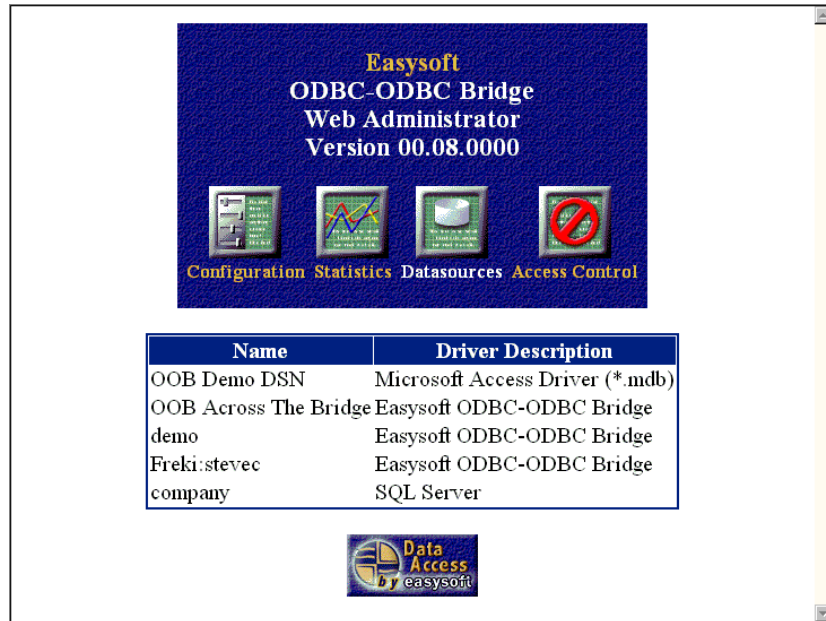 Easysoft
ODBC-ODBC Bridge
Web Administrator
Version 00.08.0000
Configuration Statistics Datasources Access Control
Name Driver Description
OOB Demo DSN Microsoft Access Driver (*.mdb)
OOB Across The Bridge Easysoft ODBC-ODBC Bridge
demo Easysoft ODBC-ODBC Bridge
Freki:stevec Easysoft ODBC-ODBC Bridge
company SQL Server
Data
Access
by easysoft